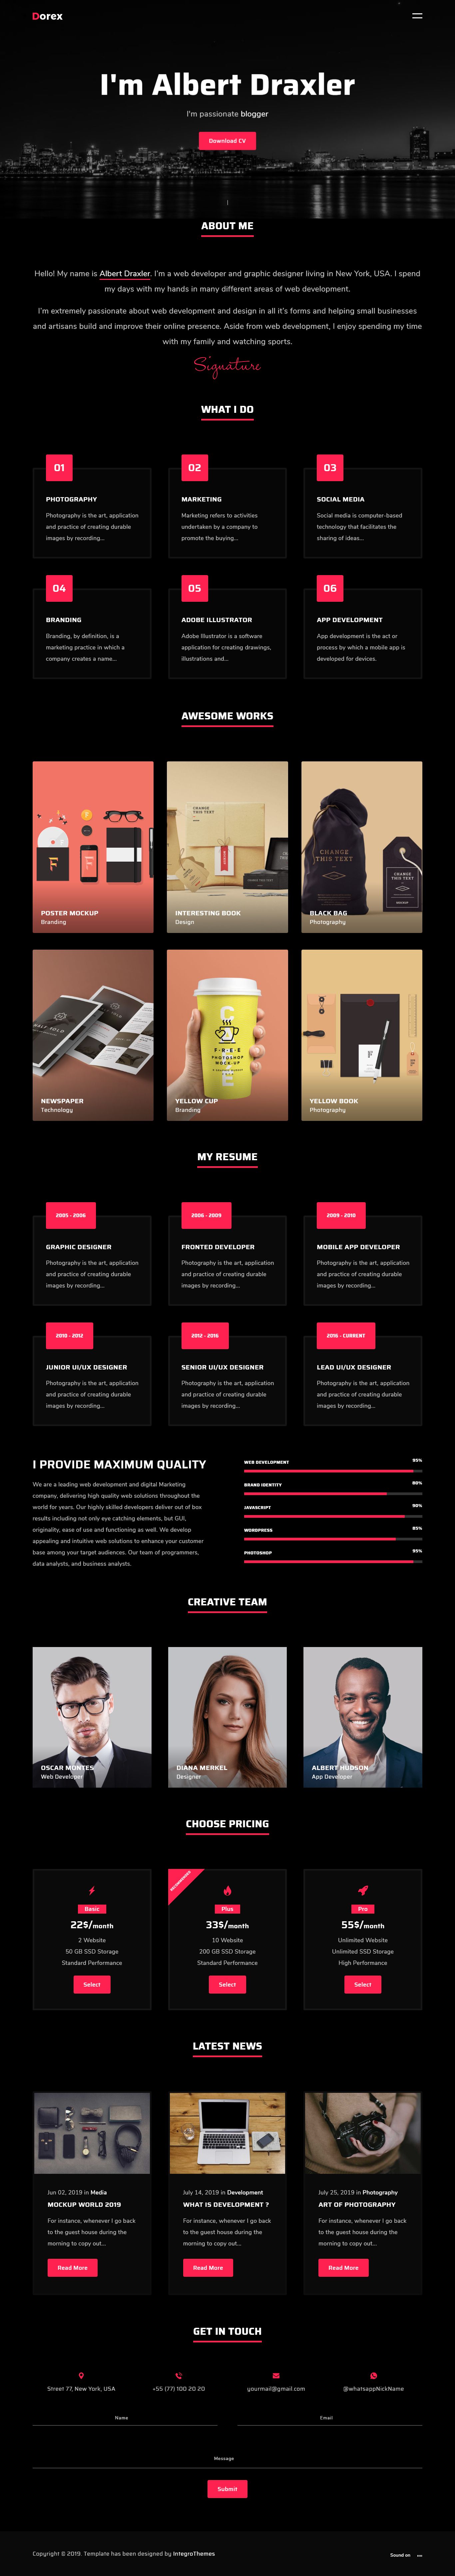 Dorex
I'm Albert Draxler
I'm passionate blogger
Download CV
ABOUT ME
Hello! My name is Albert Draxler. I'm a web developer and graphic designer living in New York, USA. I spend
my days with my hands in many different areas of web development.
I'm extremely passionate about web development and design in all it's forms and helping small businesses
and artisans build and improve their online presence. Aside from web development, I enjoy spending my time
with my family and watching sports.
Signature
WHAT I DO
01
PHOTOGRAPHY
Photography is the art, application
and practice of creating durable
images by recording...
02
MARKETING
Marketing refers to activities
undertaken by a company to
promote the buying...
03
SOCIAL MEDIA
Social media is computer-based
technology that facilitates the
sharing of ideas...
04
BRANDING
Branding, by definition, is a
marketing practice in which a
company creates a name...
05
ADOBE ILLUSTRATOR
Adobe Illustrator is a software
application for creating drawings,
illustrations and...
06
APP DEVELOPMENT
App development is the act or
process by which a mobile app is
developed for devices.
AWESOME WORKS
POSTER MOCKUP
Branding
CHANGE
THIS TEXT
INTERESTING BOOK
Design
CHANGE
THIS TEXT
CHANGE
THIS TEXT
BLACK BAG
Photography
NEWSPAPER
Technology
FREE
PHOTOSHOP
MOCK-UP
YELLOW CUP
Branding
YELLOW BOOK
Photography
MY RESUME
2005 - 2006
GRAPHIC DESIGNER
Photography is the art, application
and practice of creating durable
images by recording...
2006 - 2009
FRONTED DEVELOPER
Photography is the art, application
and practice of creating durable
images by recording...
2009 - 2010
MOBILE APP DEVELOPER
Photography is the art, application
and practice of creating durable
images by recording...
2010 - 2012
JUNIOR UI/UX DESIGNER
Photography is the art, application
and practice of creating durable
images by recording...
2012 - 2016
SENIOR UI/UX DESIGNER
Photography is the art, application
and practice of creating durable
images by recording...
2016 - CURRENT
LEAD UI/UX DESIGNER
Photography is the art, application
and practice of creating durable
images by recording...
I PROVIDE MAXIMUM QUALITY
We are a leading web development and digital Marketing
company, delivering high quality web solutions throughout the
world for years. Our highly skilled developers deliver out of box
results including not only eye catching elements, but GUI,
originality, ease of use and functioning as well. We develop
appealing and intuitive web solutions to enhance your customer
base among your target audiences. Our team of programmers,
data analysts, and business analysts.
WEB DEVELOPMENT 95%
BRAND IDENTITY 80%
JAVASCRIPT 90%
WORDPRESS 85%
PHOTOSHOP 95%
CREATIVE TEAM
OSCAR MONTES
Web Developer
DIANA MERKEL
Designer
ALBERT HUDSON
App Developer
CHOOSE PRICING
Basic
22$/month
2 Website
50 GB SSD Storage
Standard Performance
Select
RECOMMENDED
Plus
33$/month
10 Website
200 GB SSD Storage
Standard Performance
Select
Pro
55$/month
Unlimited Website
Unlimited SSD Storage
High Performance
Select
LATEST NEWS
Jun 02, 2019 in Media
MOCKUP WORLD 2019
For instance, whenever I go back
to the guest house during the
morning to copy out...
Read More
July 14, 2019 in Development
WHAT IS DEVELOPMENT ?
For instance, whenever I go back
to the guest house during the
morning to copy out...
Read More
July 25, 2019 in Photography
ART OF PHOTOGRAPHY
For instance, whenever I go back
to the guest house during the
morning to copy out...
Read More
GET IN TOUCH
Street 77, New York, USA
+55 (77) 100 20 20
yourmail@gmail.com
@whatsappNickName
Name
Email
Message
Submit
Copyright © 2019. Template has been designed by IntegroThemes
Sound on